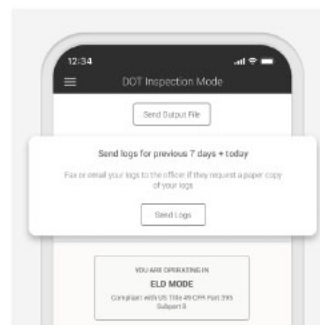 12:34
DOT Inspection Mode
Send Output File
Send logs for previous 7 days + today
Fax or email your logs to the officer if they request a paper copy
of your logs
Send Logs
YOU ARE OPERATING IN
ELD MODE
Compliant with US Title 49 CFR Part 395
Subpart B